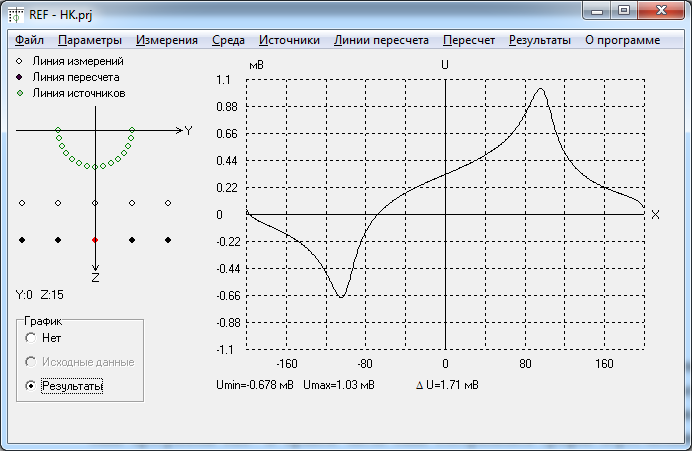 REF - НК.prj
Файл Параметры Измерения Среда Источники Линии пересчета Пересчет Результаты О программе
Линия измерений
Линия пересчета
Линия источников
Y
Z
Y:0 Z:15
График
Нет
Исходные данные
Результаты
мВ U
1.1
0.88
0.66
0.44
0.22
0 X
-0.22
-0.44
-0.66
-0.88
-1.1
-160 -80 0 80 160
Umin=-0.678 мВ Umax=1.03 мВ Δ U=1.71 мВ